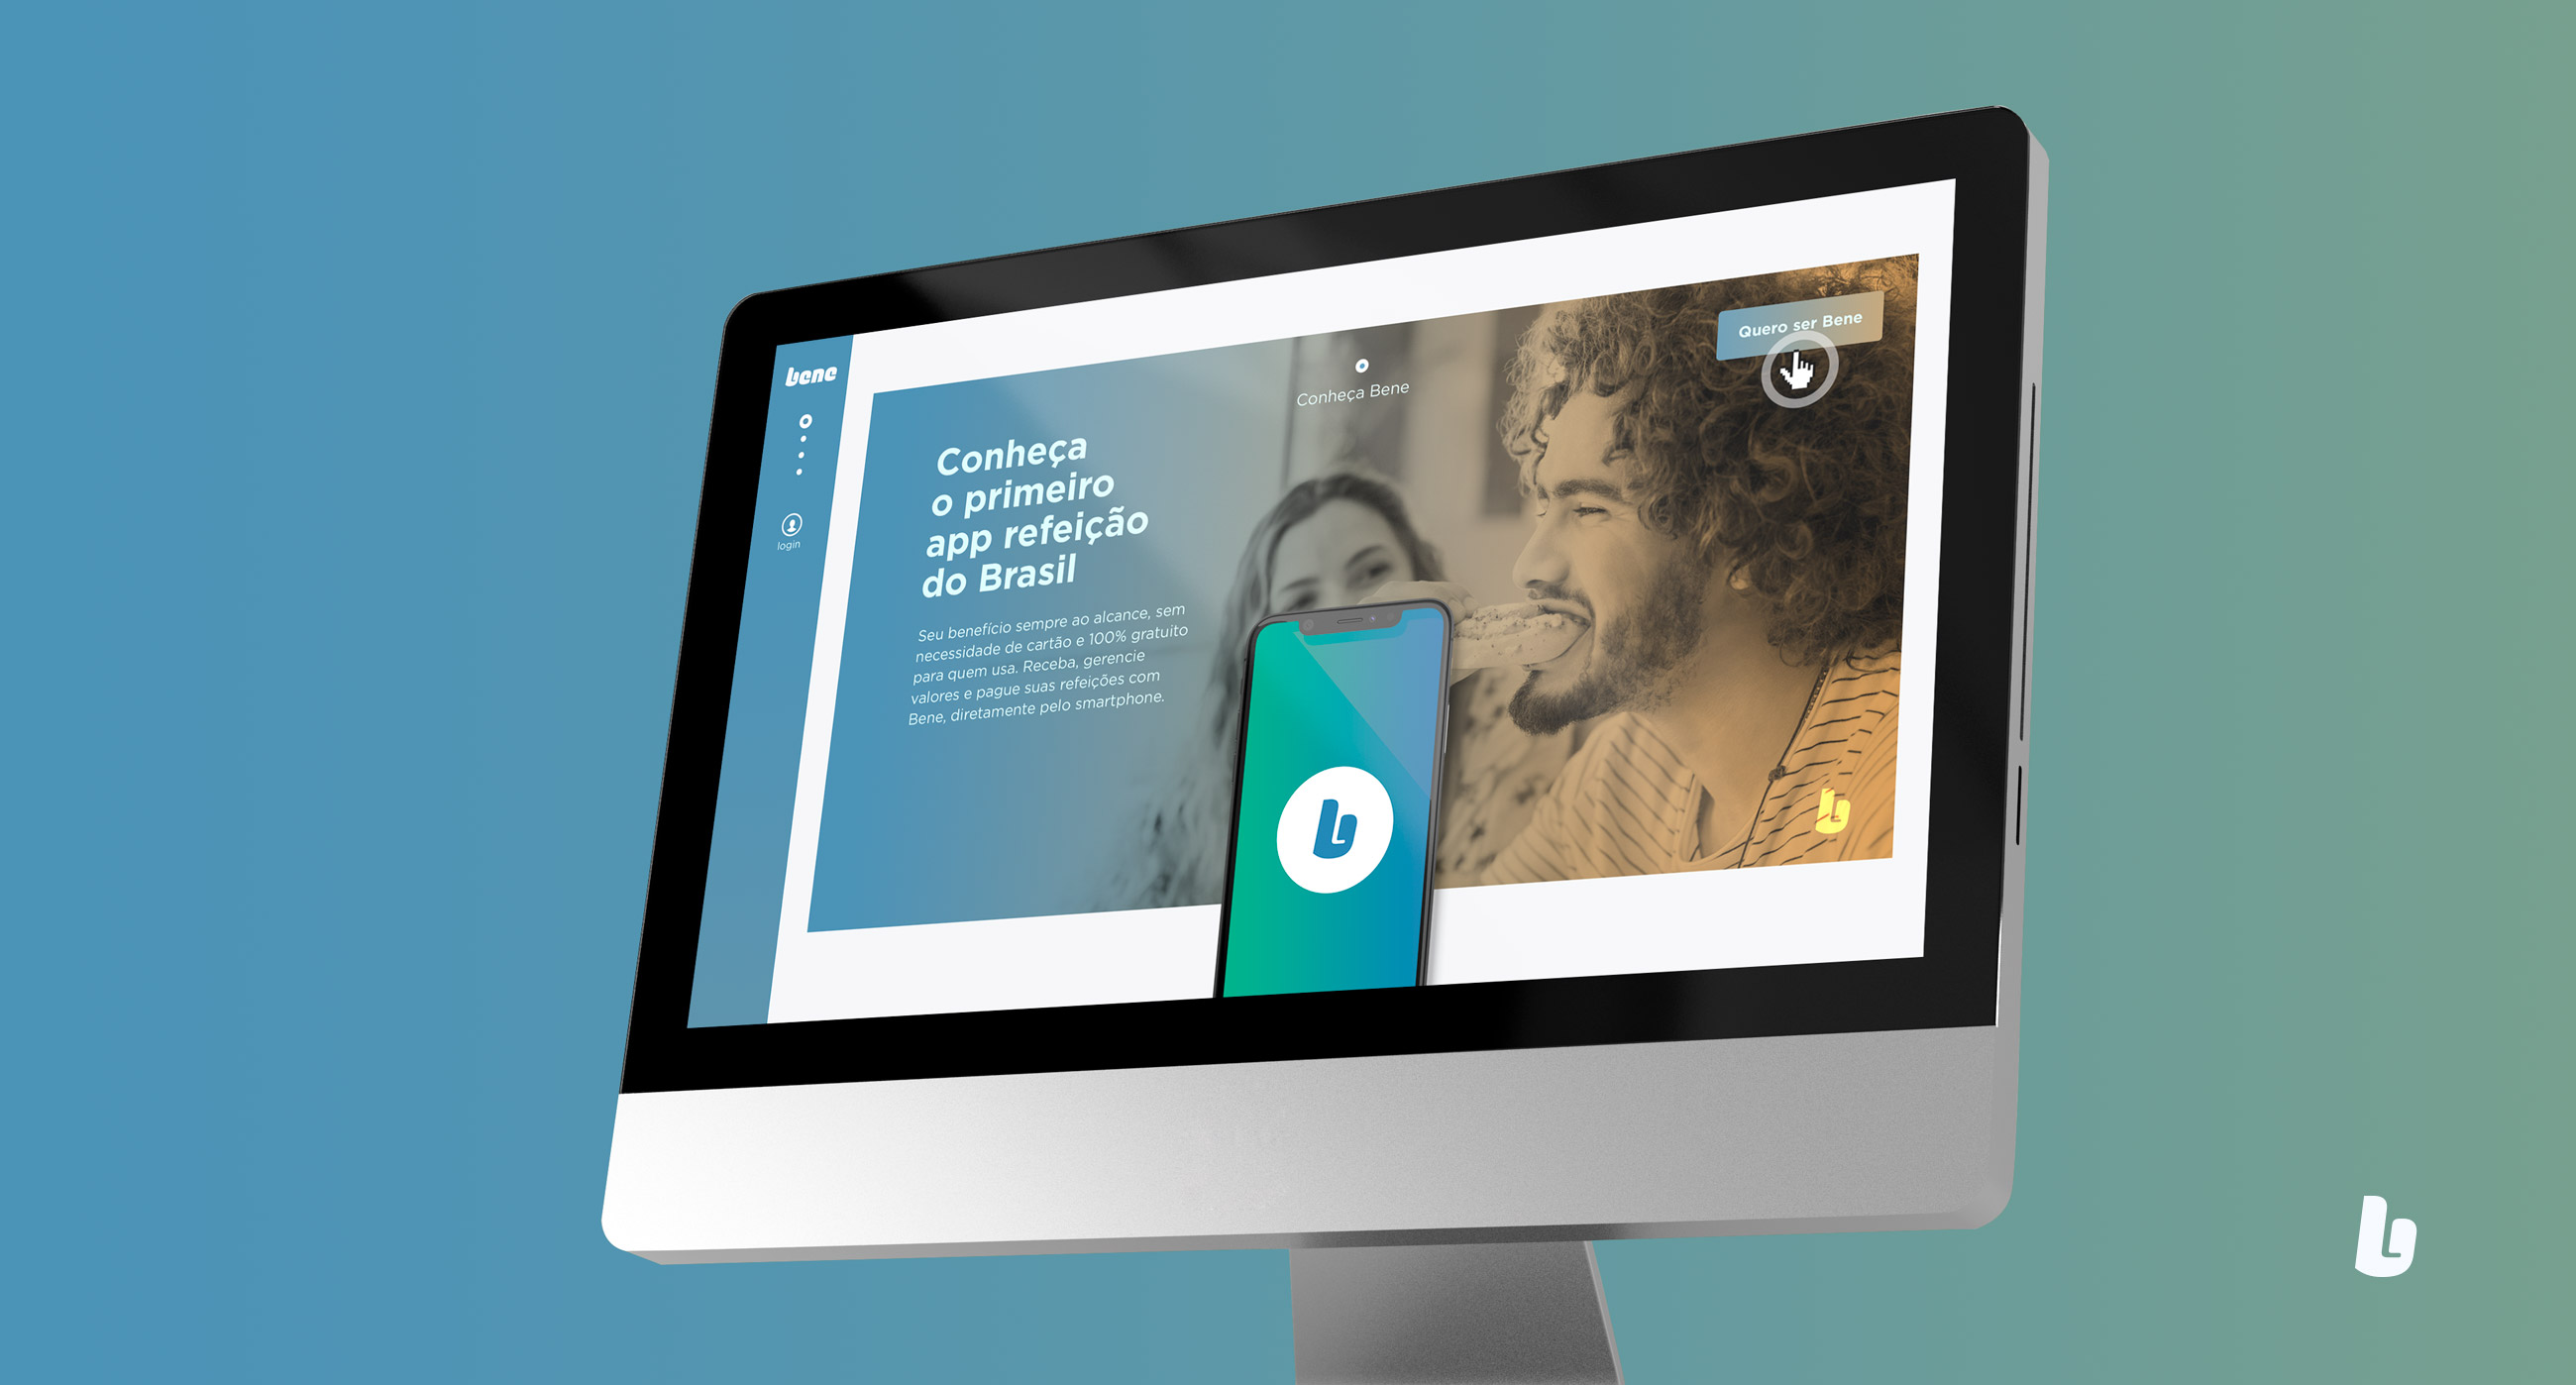 bene
login
Conheça Bene
Quero ser Bene
Conheça
o primeiro
app refeição
do Brasil
Seu benefício sempre ao alcance, sem
necessidade de cartão e 100% gratuito
para quem usa. Receba, gerencie
valores e pague suas refeições com
Bene, diretamente pelo smartphone.
b
b
b